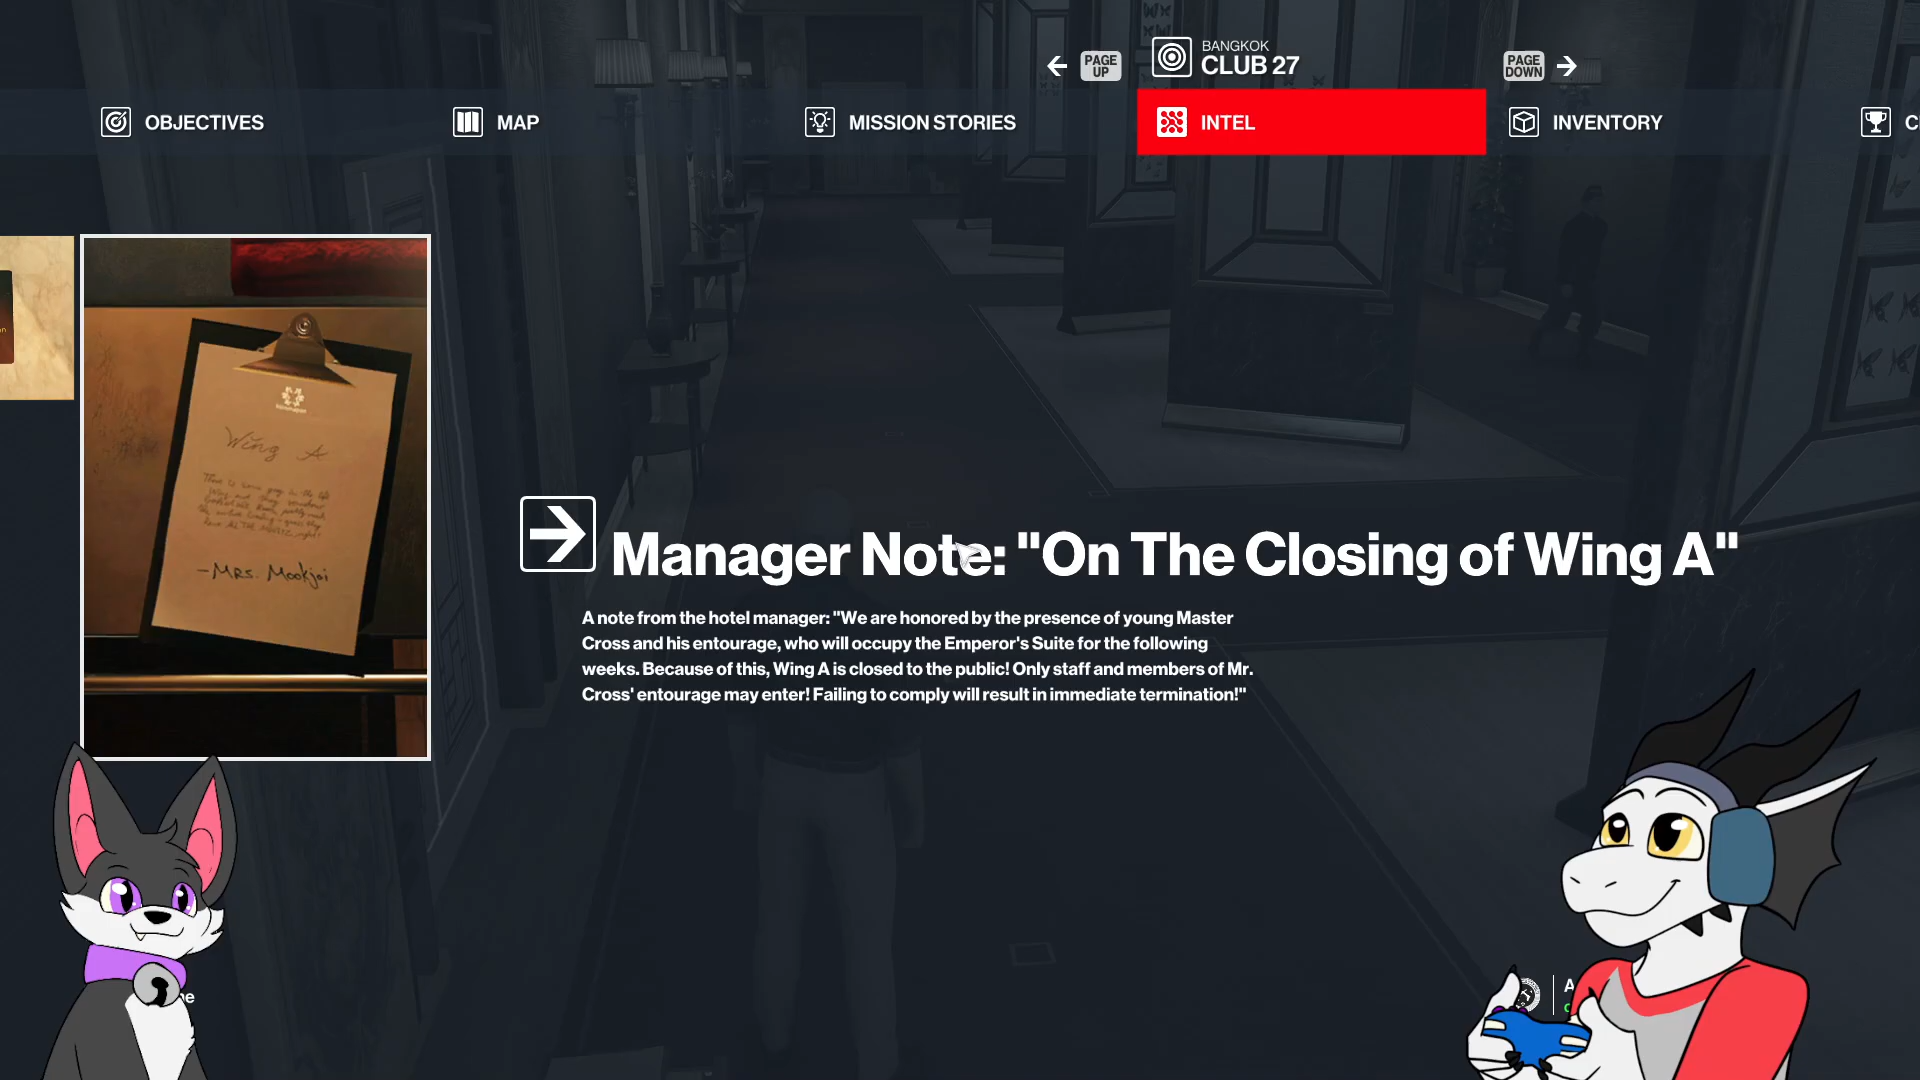 BANGKOK
PAGE UP
CLUB 27
PAGE DOWN
OBJECTIVES
MAP
MISSION STORIES
INTEL
INVENTORY
Wing A
-Mrs. Mookjai
Manager Note: "On The Closing of Wing A"
A note from the hotel manager: "We are honored by the presence of young Master
Cross and his entourage, who will occupy the Emperor's Suite for the following
weeks. Because of this, Wing A is closed to the public! Only staff and members of Mr.
Cross' entourage may enter! Failing to comply will result in immediate termination!"